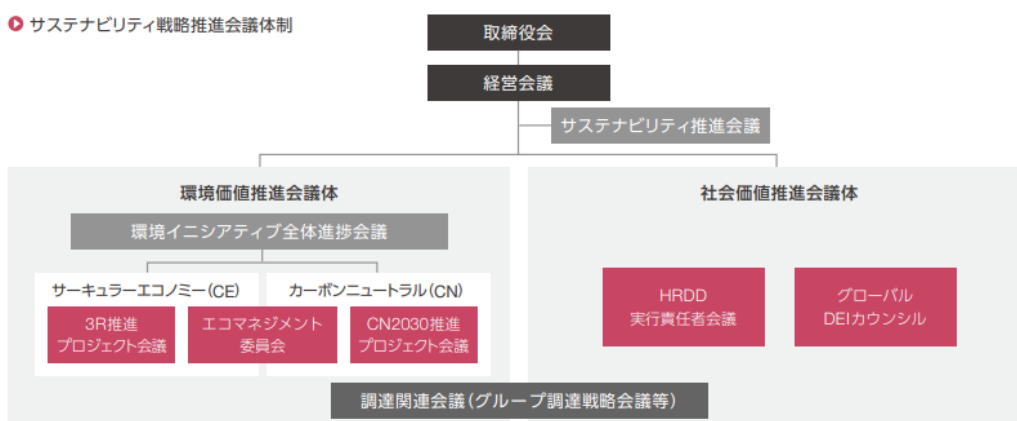 サステナビリティ戦略推進会議体制
取締役会
経営会議
サステナビリティ推進会議
環境価値推進会議体
環境イニシアティブ全体進捗会議
サーキュラーエコノミー(CE)
3R推進
プロジェクト会議
エコマネジメント
委員会
カーボンニュートラル(CN)
CN2030推進
プロジェクト会議
社会価値推進会議体
HRDD
実行責任者会議
グローバル
DEIカウンシル
調達関連会議(グループ調達戦略会議等)